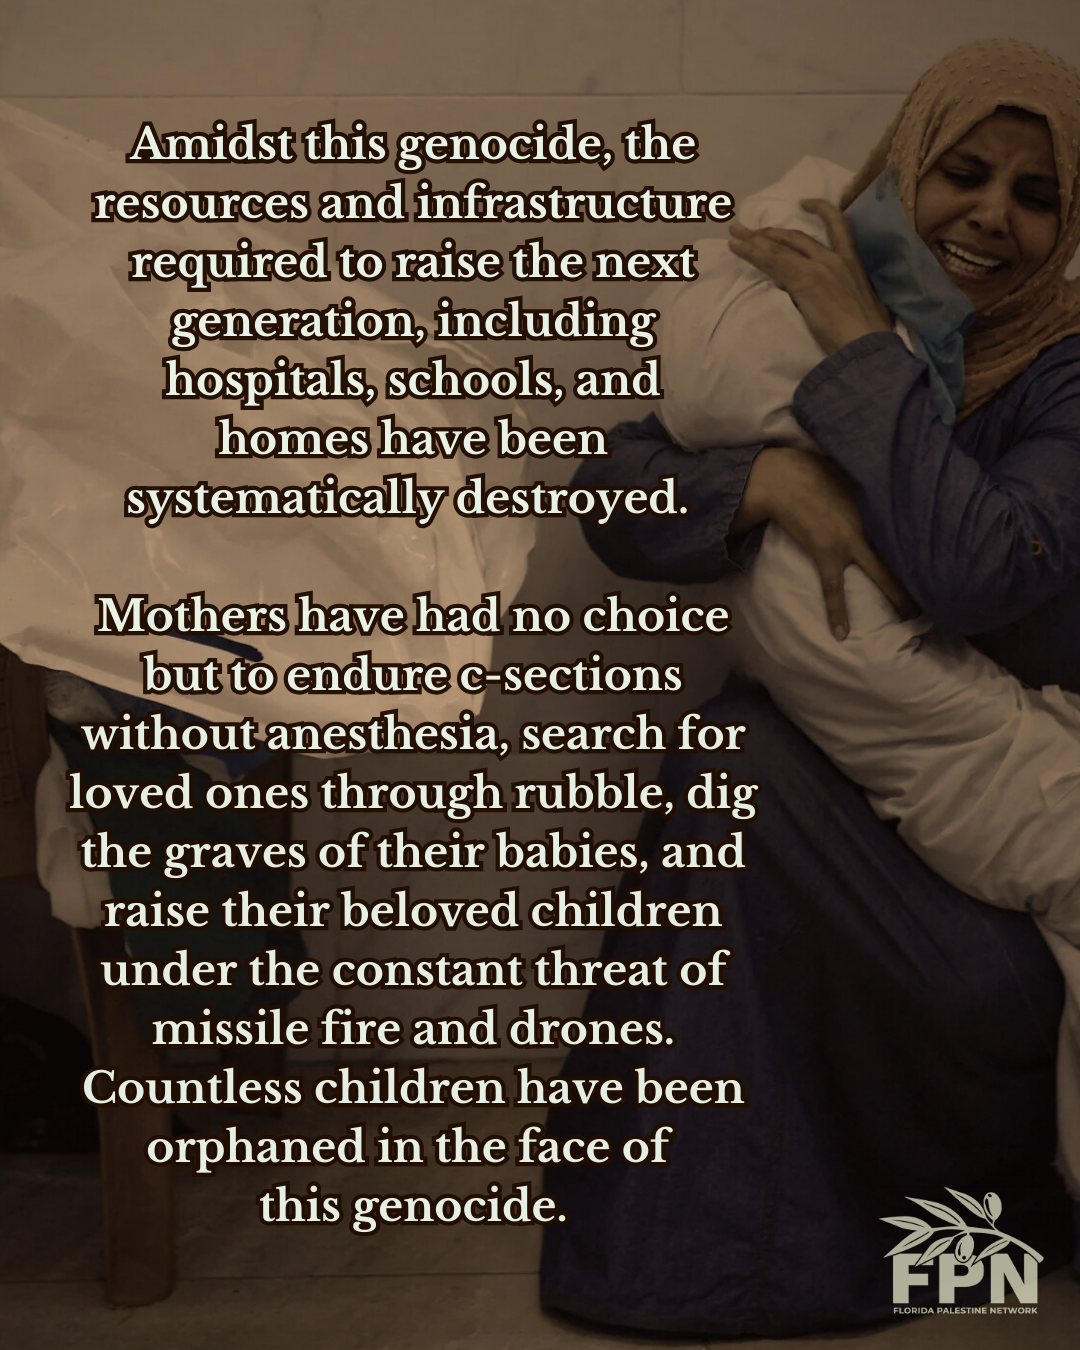 Amidst this genocide, the
resources and infrastructure
required to raise the next
generation, including
hospitals, schools, and
homes have been
systematically destroyed.
Mothers have had no choice
but to endure c-sections
without anesthesia, search for
loved ones through rubble, dig
the graves of their babies, and
raise their beloved children
under the constant threat of
missile fire and drones.
Countless children have been
orphaned in the face of
this genocide.
FPN
FLORIDA PALESTINE NETWORK